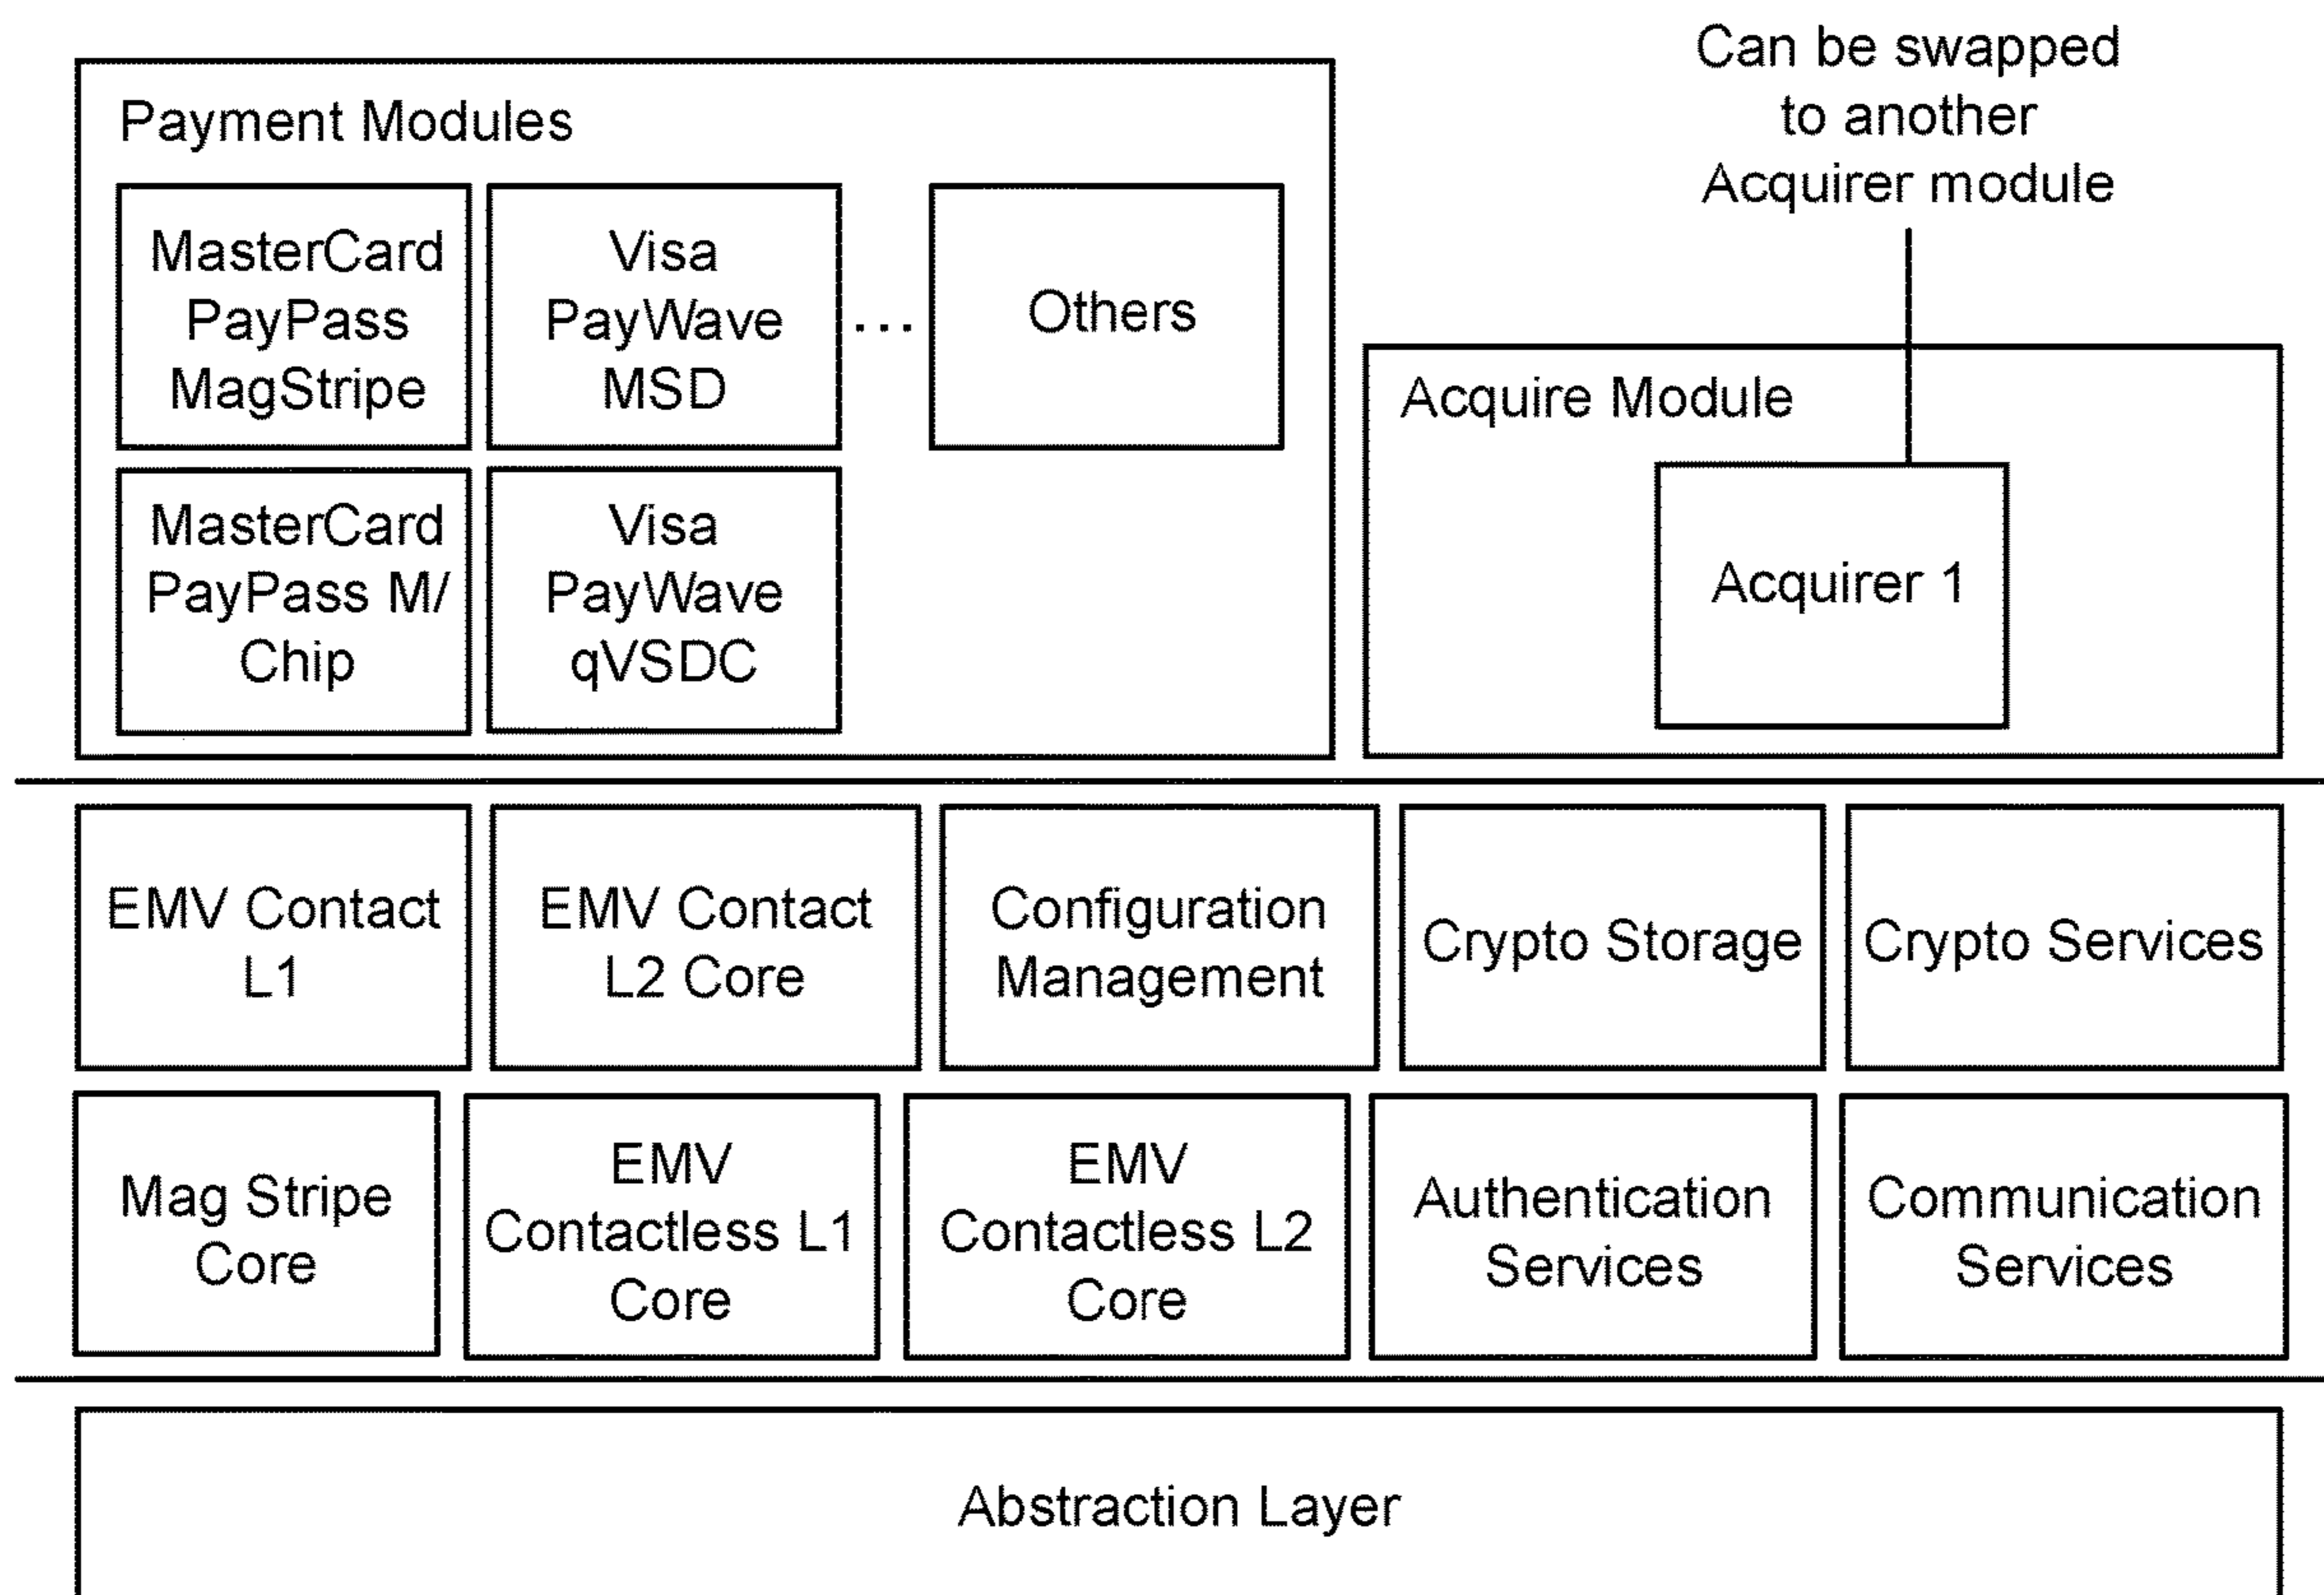 Can be swapped
to another
Acquirer module
Payment Modules
MasterCard
PayPass
MagStripe
Visa
PayWave
MSD
...
Others
MasterCard
PayPass M/
Chip
Visa
PayWave
qVSDC
Acquire Module
Acquirer 1
EMV Contact
L1
EMV Contact
L2 Core
Configuration
Management
Crypto Storage
Crypto Services
Mag Stripe
Core
EMV
Contactless L1
Core
EMV
Contactless L2
Core
Authentication
Services
Communication
Services
Abstraction Layer